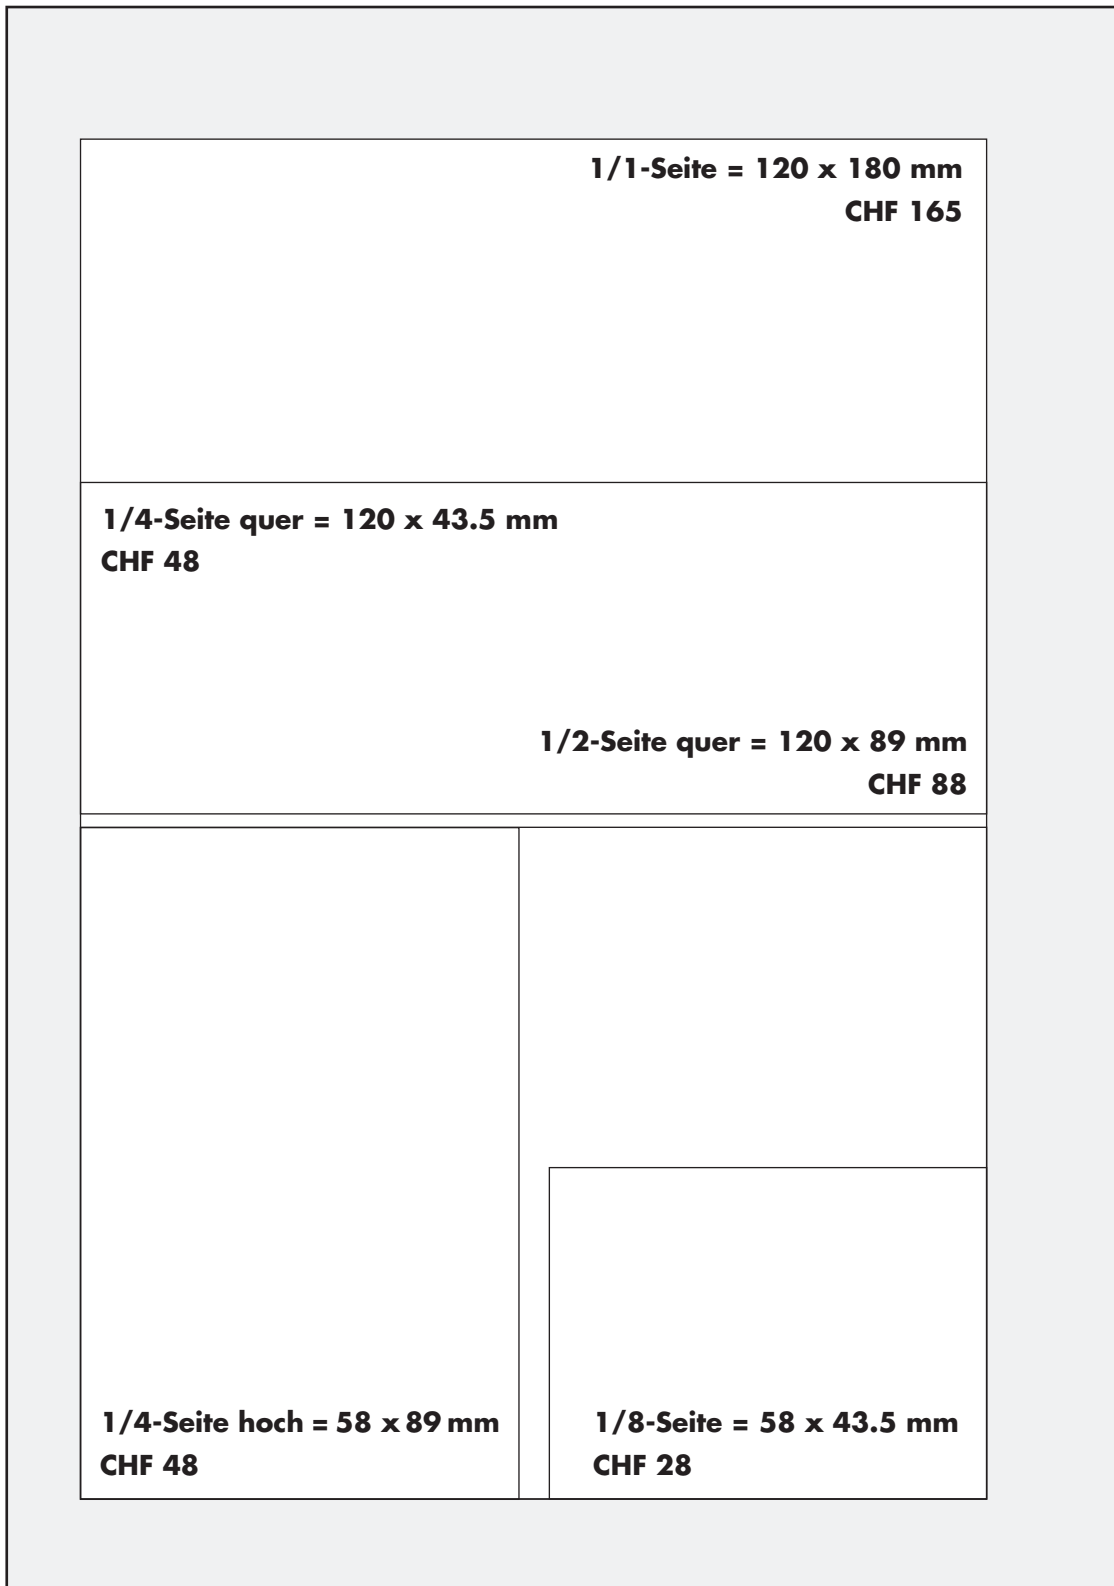 1/1-Seite = 120 x 180 mm
CHF 165
1/4-Seite quer = 120 x 43.5 mm
CHF 48
1/2-Seite quer = 120 x 89 mm
CHF 88
1/4-Seite hoch = 58 x 89 mm
CHF 48
1/8-Seite = 58 x 43.5 mm
CHF 28